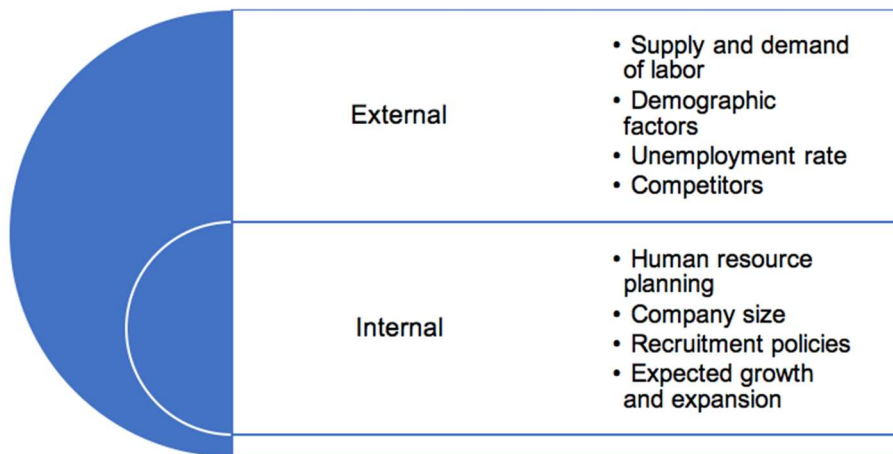 External
• Supply and demand
of labor
• Demographic
factors
• Unemployment rate
• Competitors
Internal
• Human resource
planning
• Company size
• Recruitment policies
• Expected growth
and expansion